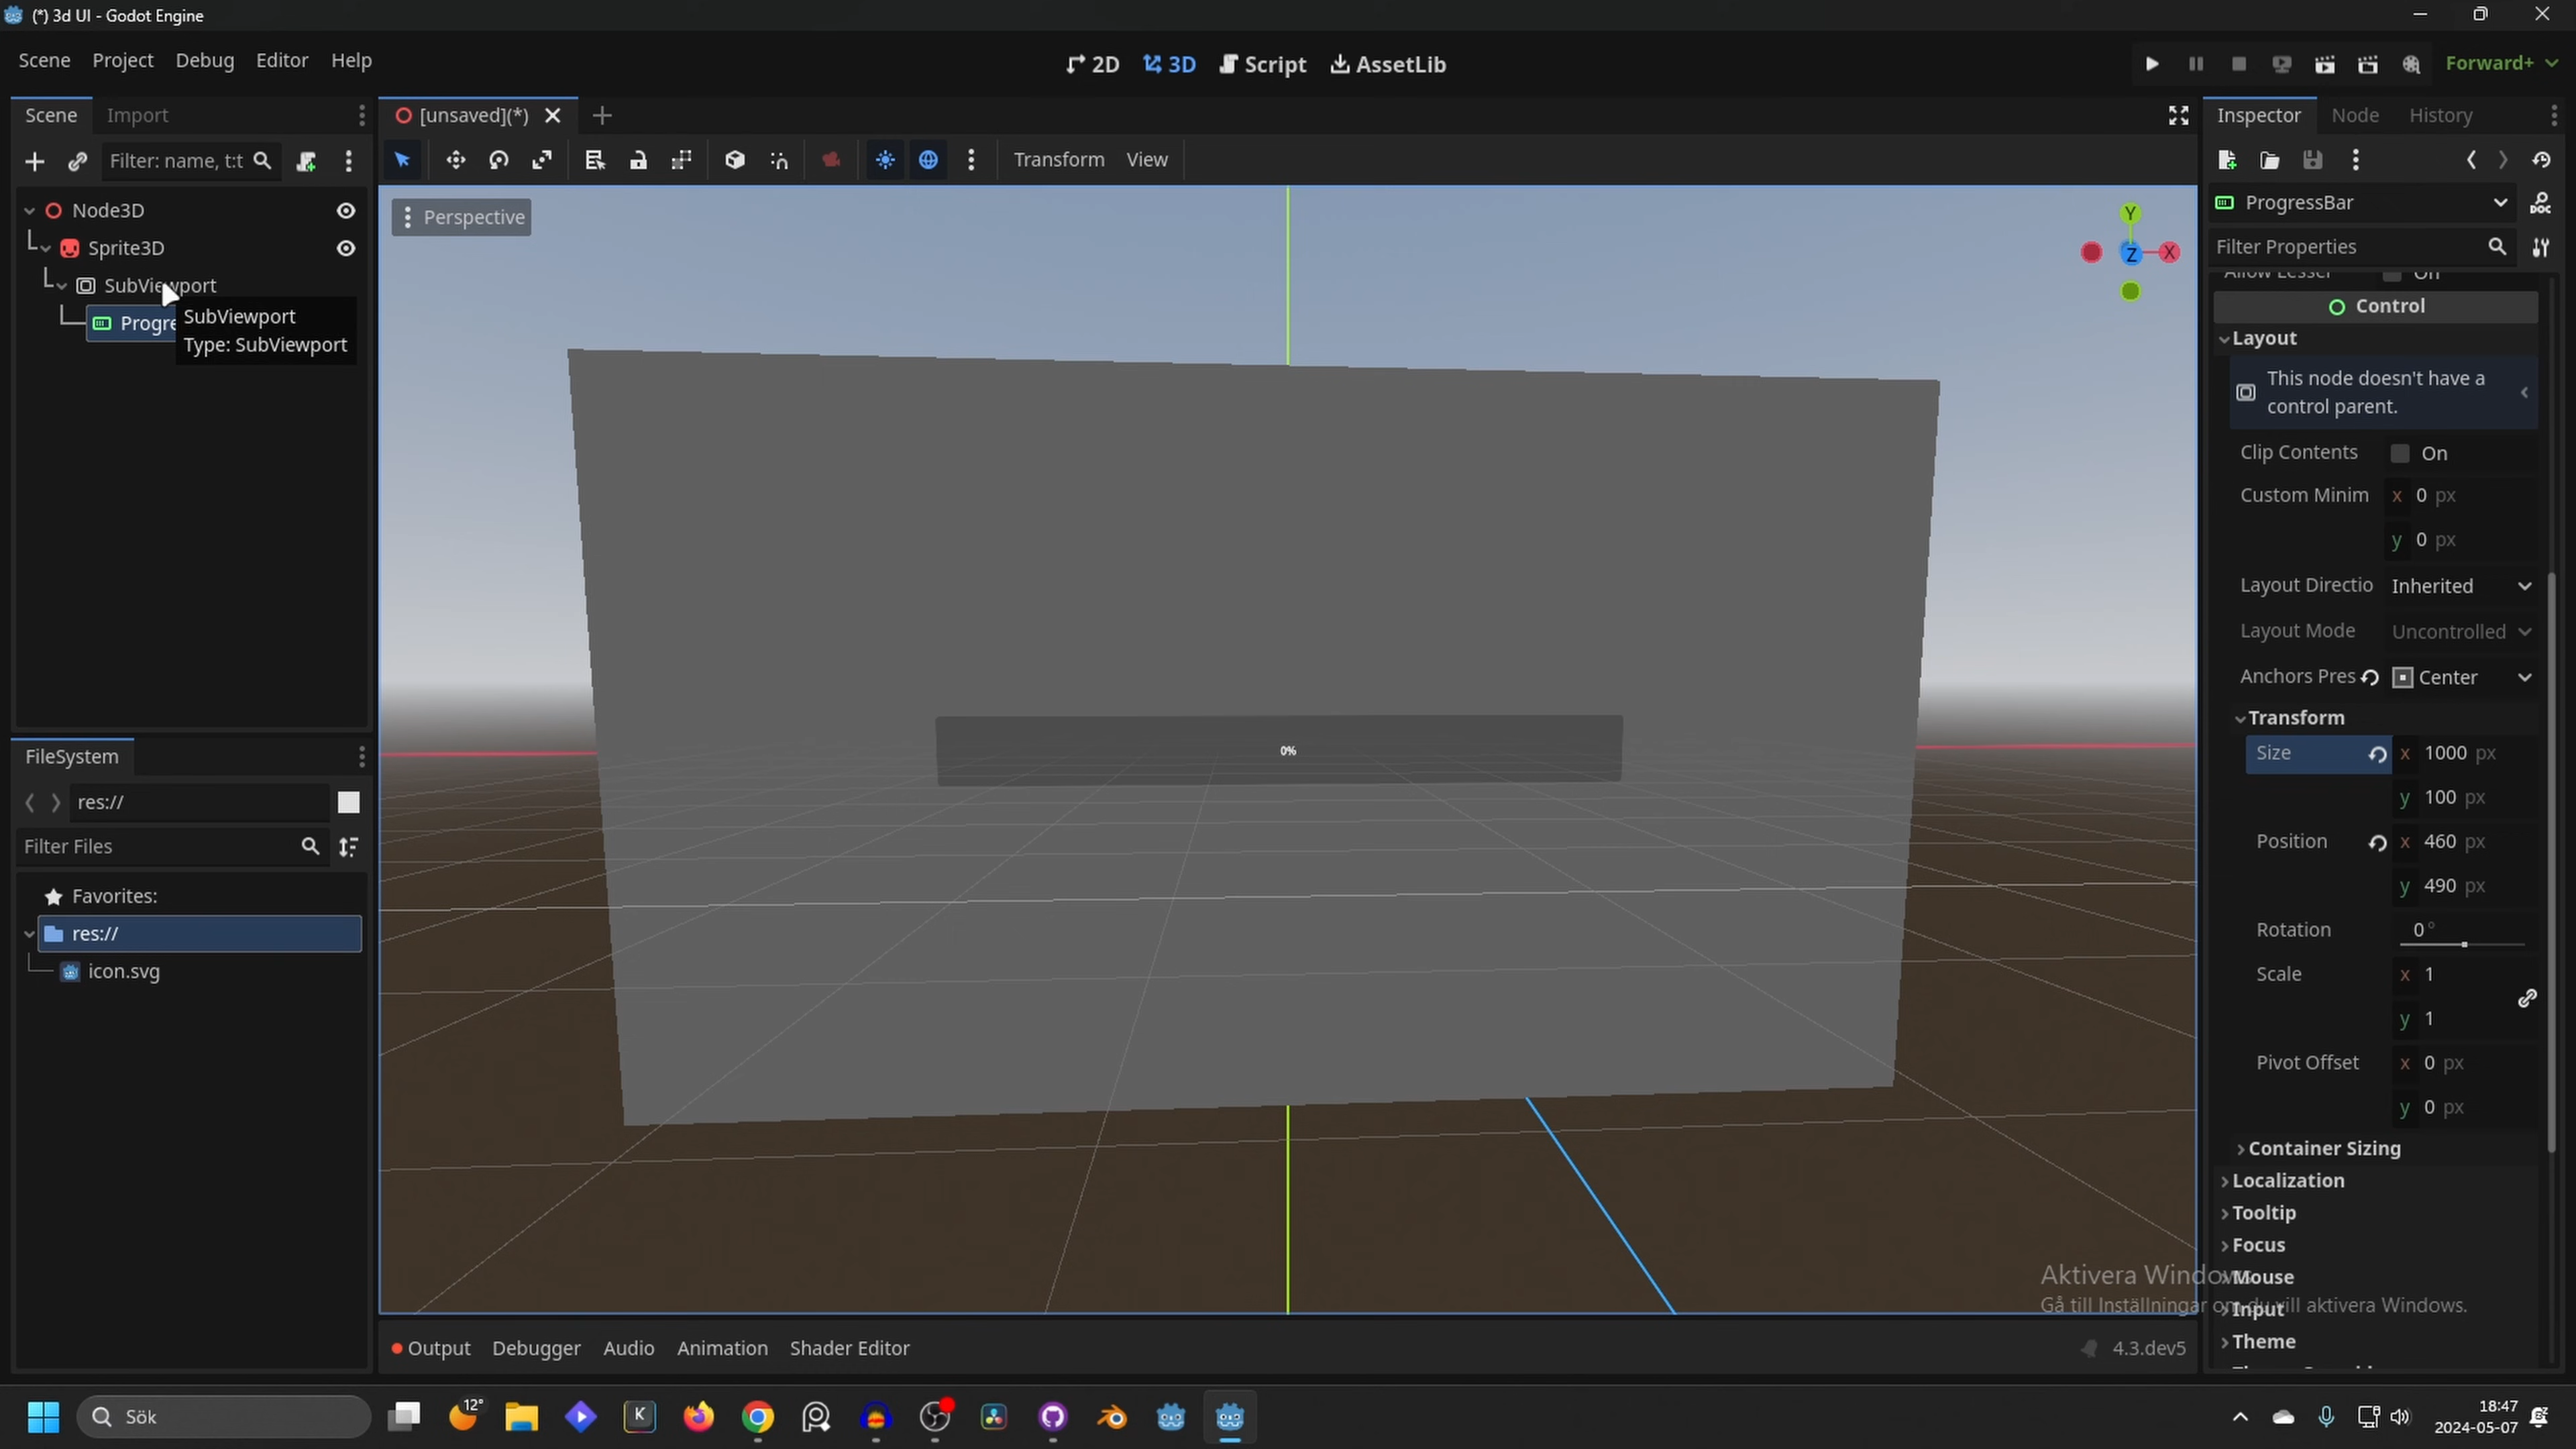 (*) 3d UI - Godot Engine
Scene Project Debug Editor Help
2D 3D Script AssetLib
Forward+
Scene Import
[unsaved](*)
Inspector Node History
Filter: name, t:t
Transform View
Node3D
Sprite3D
SubViewport
Progre
SubViewport
Type: SubViewport
Perspective
Y
Z
X
0%
ProgressBar
DOC
Filter Properties
On
Control
Layout
This node doesn't have a
control parent.
Clip Contents On
Custom Minim x 0 px
y 0 px
Layout Directio Inherited
Layout Mode Uncontrolled
Anchors Pres Center
Transform
Size x 1000 px
y 100 px
Position x 460 px
y 490 px
Rotation 0 °
Scale x 1
y 1
Pivot Offset x 0 px
y 0 px
Container Sizing
Localization
Tooltip
Focus
Mouse
Input
Theme
FileSystem
res://
Filter Files
Favorites:
res://
icon.svg
Aktivera Windows
Gå till Inställningar om du vill aktivera Windows.
Output Debugger Audio Animation Shader Editor
4.3.dev5
Sök
12°
K
18:47
2024-05-07